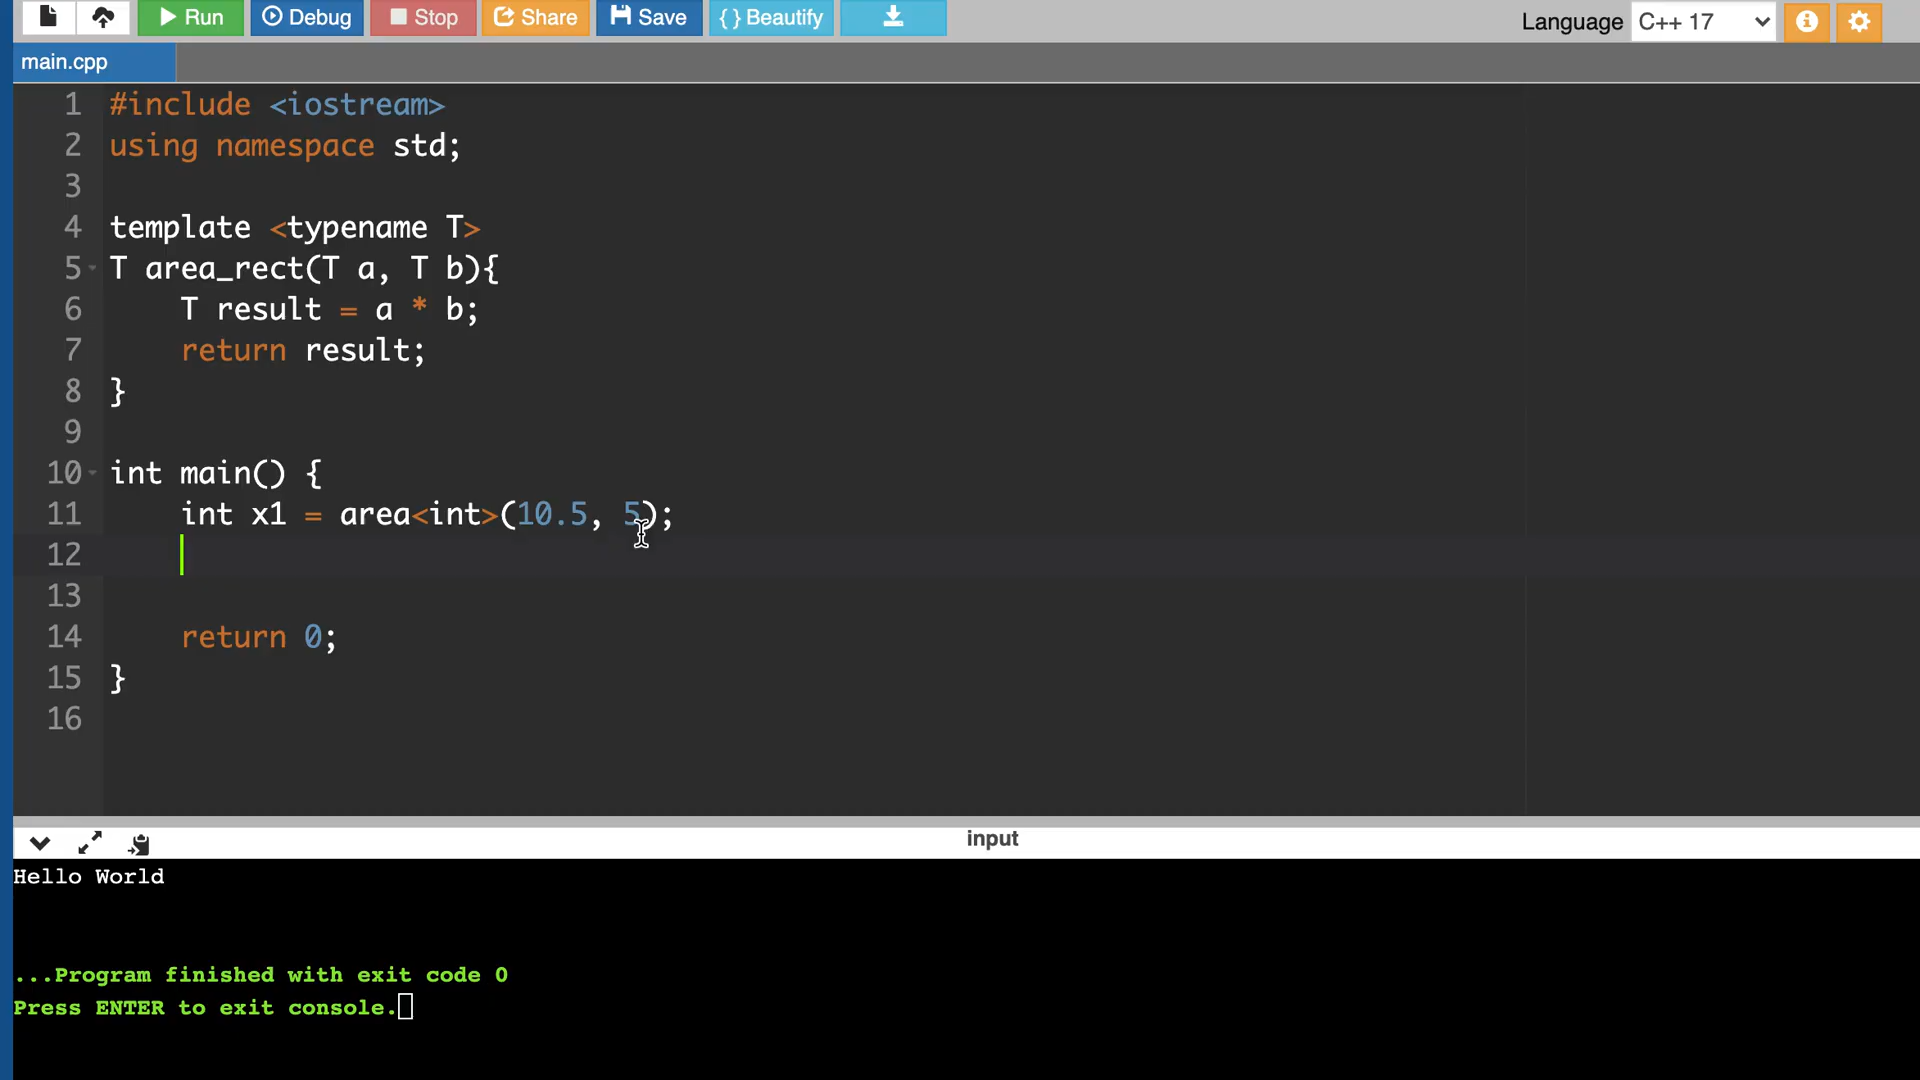 Run Debug Stop Share Save { } Beautify Language C++ 17
main.cpp
1 #include <iostream>
2 using namespace std;
3
4 template <typename T>
5 T area_rect(T a, T b){
6 T result = a * b;
7 return result;
8 }
9
10 int main() {
11 int x1 = area<int>(10.5, 5);
12
13
14 return 0;
15 }
16
input
Hello World
...Program finished with exit code 0
Press ENTER to exit console.